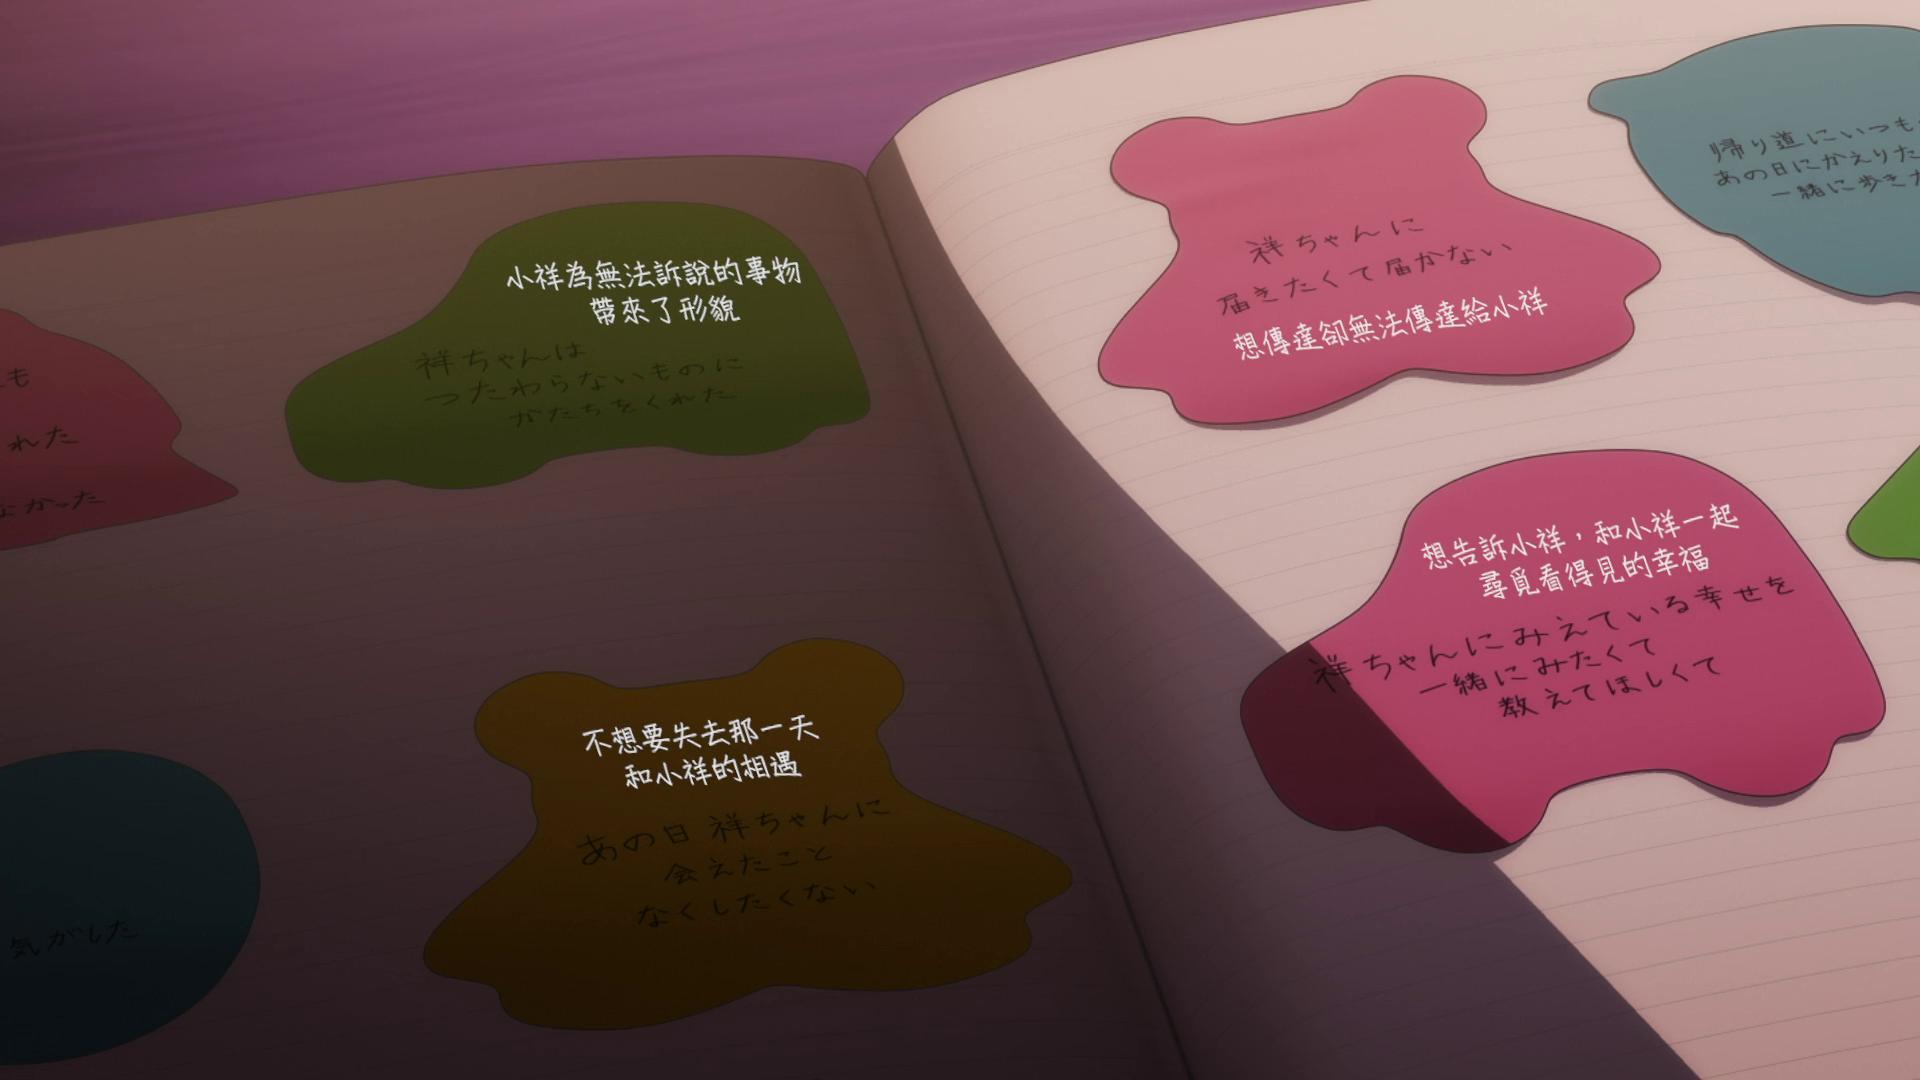 も
れた
なかった
小祥為無法訴說的事物
帶來了形貌
祥ちゃんは
つたわらないものに
かたちをくれた
気がした
不想要失去那一天
和小祥的相遇
あの日 祥ちゃんに
会えたこと
なくしたくない
祥ちゃんに
届きたくて届かない
想傳達卻無法傳達給小祥
帰り道にいつも
あの日にかえりた
一緒に歩き
想告訴小祥，和小祥一起
尋覓看得見的幸福
祥ちゃんにみえている幸せを
一緒にみたくて
教えてほしくて